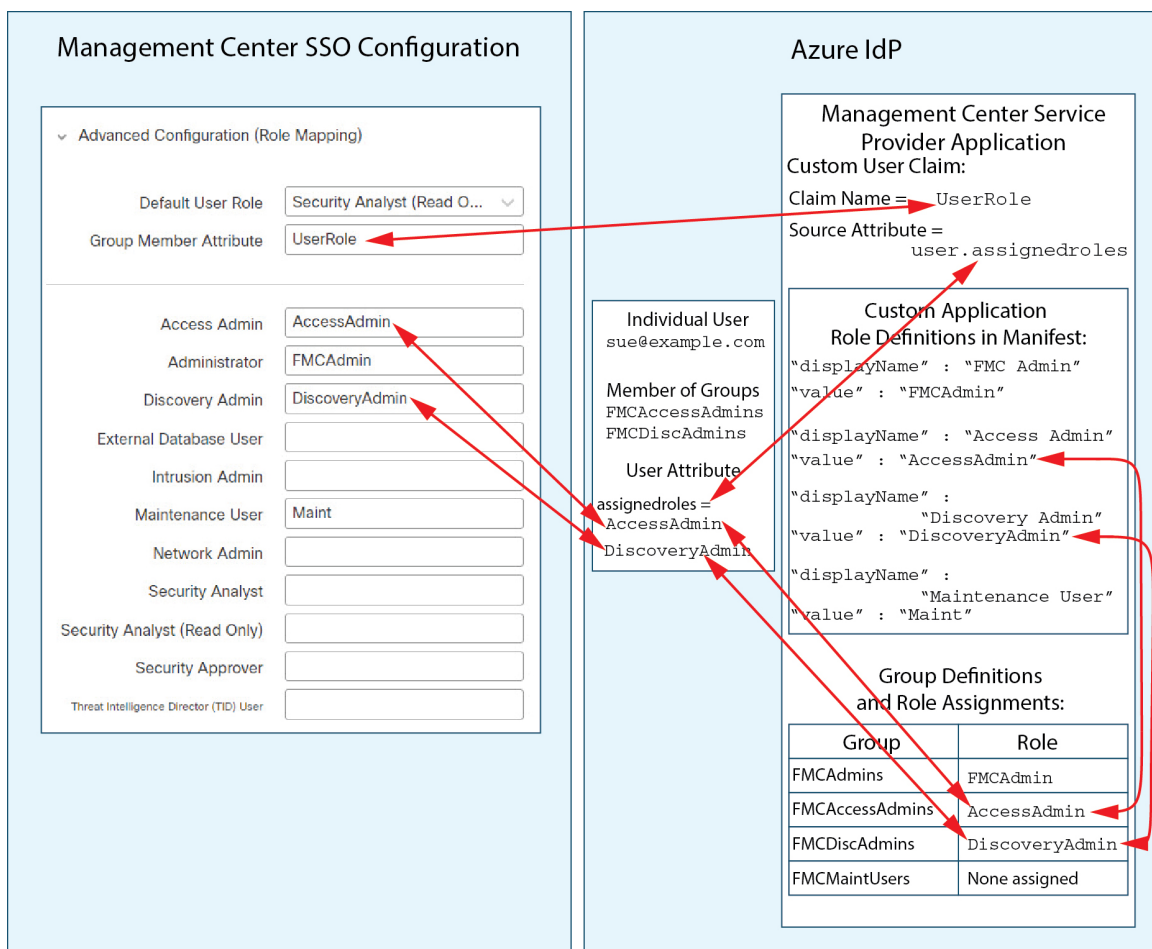 Management Center SSO Configuration
Advanced Configuration (Role Mapping)
Default User Role Security Analyst (Read O...
Group Member Attribute UserRole
Access Admin AccessAdmin
Administrator FMCAdmin
Discovery Admin DiscoveryAdmin
External Database User
Intrusion Admin
Maintenance User Maint
Network Admin
Security Analyst
Security Analyst (Read Only)
Security Approver
Threat Intelligence Director (TID) User
Azure IdP
Individual User
sue@example.com
Member of Groups
FMCAccessAdmins
FMCDiscAdmins
User Attribute
assignedroles =
AccessAdmin
DiscoveryAdmin
Management Center Service
Provider Application
Custom User Claim:
Claim Name = UserRole
Source Attribute =
user.assignedroles
Custom Application
Role Definitions in Manifest:
“displayName” : “FMC Admin”
“value” : “FMCAdmin”
“displayName” : “Access Admin”
“value” : “AccessAdmin”
“displayName” :
“Discovery Admin”
“value” : “DiscoveryAdmin”
“displayName” :
“Maintenance User”
“value” : “Maint”
Group Definitions
and Role Assignments:
Group Role
FMCAdmins FMCAdmin
FMCAccessAdmins AccessAdmin
FMCDiscAdmins DiscoveryAdmin
FMCMaintUsers None assigned